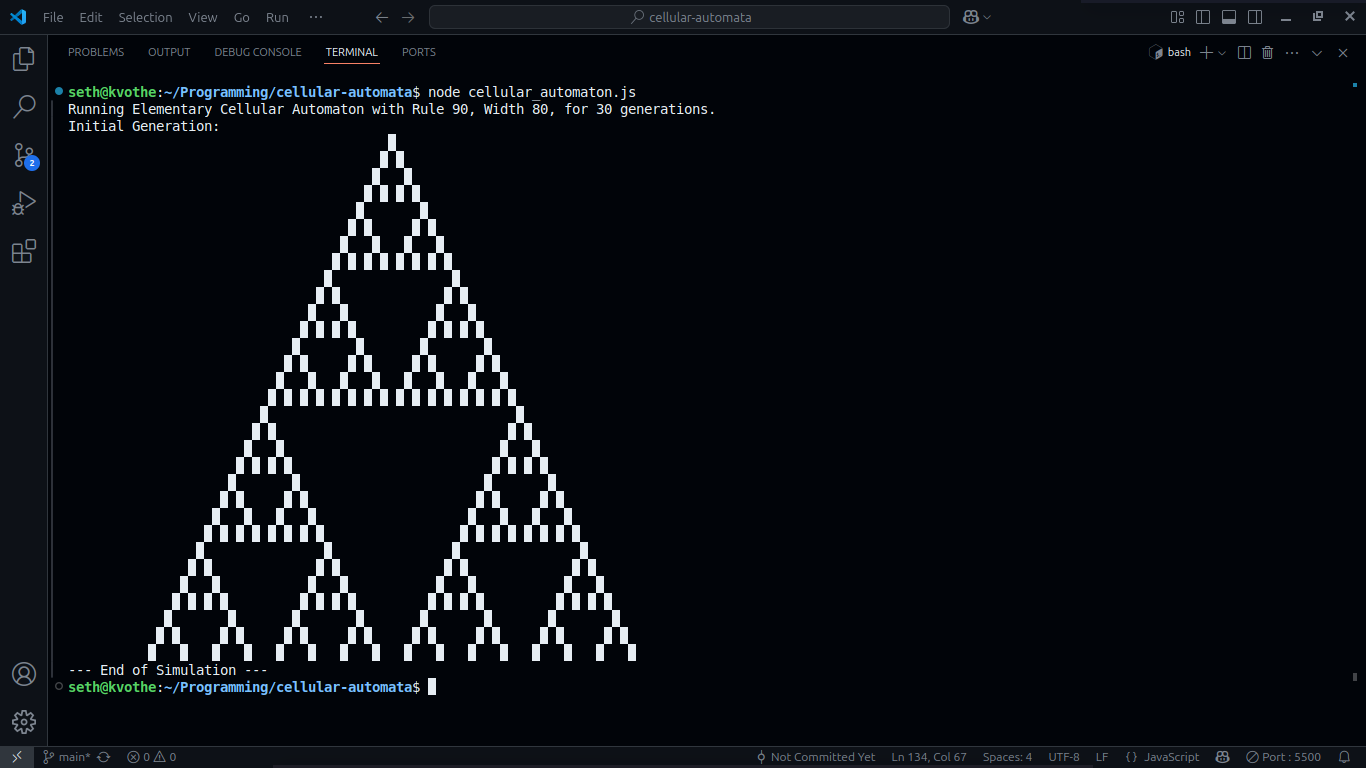 File Edit Selection View Go Run ··· cellular-automata
PROBLEMS OUTPUT DEBUG CONSOLE TERMINAL PORTS bash
seth@kvothe:~/Programming/cellular-automata$ node cellular_automaton.js
Running Elementary Cellular Automaton with Rule 90, Width 80, for 30 generations.
Initial Generation:
2
--- End of Simulation ---
seth@kvothe:~/Programming/cellular-automata$
main* 0 0 Not Committed Yet Ln 134, Col 67 Spaces: 4 UTF-8 LF {} JavaScript Port : 5500